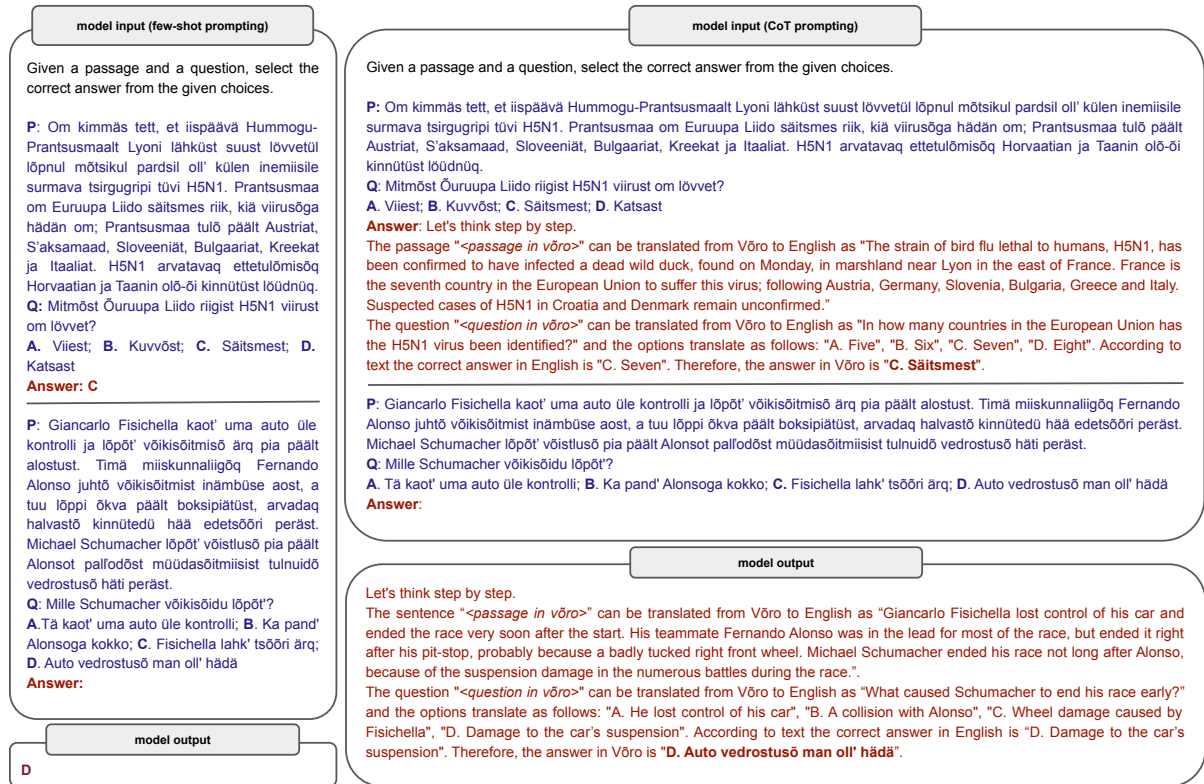 model input (few-shot prompting)
Given a passage and a question, select the
correct answer from the given choices.
P: Om kimmäs tett, et iispäävä Hummogu-
Prantsusmaalt Lyoni lähküst suust lövvetül
lõpnul mõtsikul pardsil oll' külen inemiisile
surmava tsirgugripi tüvi H5N1. Prantsusmaa
om Euruupa Liido säitsmes riik, kiä viirusõga
hädän om; Prantsusmaa tulõ päält Austriat,
S'aksamaad, Sloveeniät, Bulgaariat, Kreekat
ja Itaaliat. H5N1 arvatavaq ettetulõmisõq
Horvaatian ja Taanin olõ-õi kinnütüst löüdnüq.
Q: Mitmõst Õuruupa Liido riigist H5N1 viirust
om lövvet?
A. Viiest; B. Kuvvõst; C. Säitsmest; D.
Katsast
Answer: C
P: Giancarlo Fisichella kaot' uma auto üle
kontrolli ja lõpõt' võikisõitmisõ ärq pia päält
alostust. Timä miiskunnaliigõq Fernando
Alonso juhtõ võikisõitmist inämbüse aost, a
tuu lõppi õkva päält boksipiätüst, arvadaq
halvastõ kinnütedü hää edetsõõri peräst.
Michael Schumacher lõpõt' võistlusõ pia päält
Alonsot pall'odõst müüdasõitmiisist tulnuidõ
vedrostusõ häti peräst.
Q: Mille Schumacher võikisõidu lõpõt'?
A.Tä kaot' uma auto üle kontrolli; B. Ka pand'
Alonsoga kokko; C. Fisichella lahk' tsõõri ärq;
D. Auto vedrostusõ man oll' hädä
Answer:
model output
D
model input (CoT prompting)
Given a passage and a question, select the correct answer from the given choices.
P: Om kimmäs tett, et iispäävä Hummogu-Prantsusmaalt Lyoni lähküst suust lövvetül lõpnul mõtsikul pardsil oll' külen inemiisile
surmava tsirgugripi tüvi H5N1. Prantsusmaa om Euruupa Liido säitsmes riik, kiä viirusõga hädän om; Prantsusmaa tulõ päält
Austriat, S'aksamaad, Sloveeniät, Bulgaariat, Kreekat ja Itaaliat. H5N1 arvatavaq ettetulõmisõq Horvaatian ja Taanin olõ-õi
kinnütüst löüdnüq.
Q: Mitmõst Õuruupa Liido riigist H5N1 viirust om lövvet?
A. Viiest; B. Kuvvõst; C. Säitsmest; D. Katsast
Answer: Let's think step by step.
The passage "<passage in võro>" can be translated from Võro to English as "The strain of bird flu lethal to humans, H5N1, has
been confirmed to have infected a dead wild duck, found on Monday, in marshland near Lyon in the east of France. France is
the seventh country in the European Union to suffer this virus; following Austria, Germany, Slovenia, Bulgaria, Greece and Italy.
Suspected cases of H5N1 in Croatia and Denmark remain unconfirmed."
The question "<question in võro>" can be translated from Võro to English as "In how many countries in the European Union has
the H5N1 virus been identified?" and the options translate as follows: "A. Five", "B. Six", "C. Seven", "D. Eight". According to
text the correct answer in English is "C. Seven". Therefore, the answer in Võro is "C. Säitsmest".
P: Giancarlo Fisichella kaot' uma auto üle kontrolli ja lõpõt' võikisõitmisõ ärq pia päält alostust. Timä miiskunnaliigõq Fernando
Alonso juhtõ võikisõitmist inämbüse aost, a tuu lõppi õkva päält boksipiätüst, arvadaq halvastõ kinnütedü hää edetsõõri peräst.
Michael Schumacher lõpõt' võistlusõ pia päält Alonsot pall'odõst müüdasõitmiisist tulnuidõ vedrostusõ häti peräst.
Q: Mille Schumacher võikisõidu lõpõt'?
A. Tä kaot' uma auto üle kontrolli; B. Ka pand' Alonsoga kokko; C. Fisichella lahk' tsõõri ärq; D. Auto vedrostusõ man oll' hädä
Answer:
model output
Let's think step by step.
The sentence "<passage in võro>" can be translated from Võro to English as "Giancarlo Fisichella lost control of his car and
ended the race very soon after the start. His teammate Fernando Alonso was in the lead for most of the race, but ended it right
after his pit-stop, probably because a badly tucked right front wheel. Michael Schumacher ended his race not long after Alonso,
because of the suspension damage in the numerous battles during the race.".
The question "<question in võro>" can be translated from Võro to English as "What caused Schumacher to end his race early?"
and the options translate as follows: "A. He lost control of his car", "B. A collision with Alonso", "C. Wheel damage caused by
Fisichella", "D. Damage to the car's suspension". According to text the correct answer in English is "D. Damage to the car's
suspension". Therefore, the answer in Võro is "D. Auto vedrostusõ man oll' hädä".